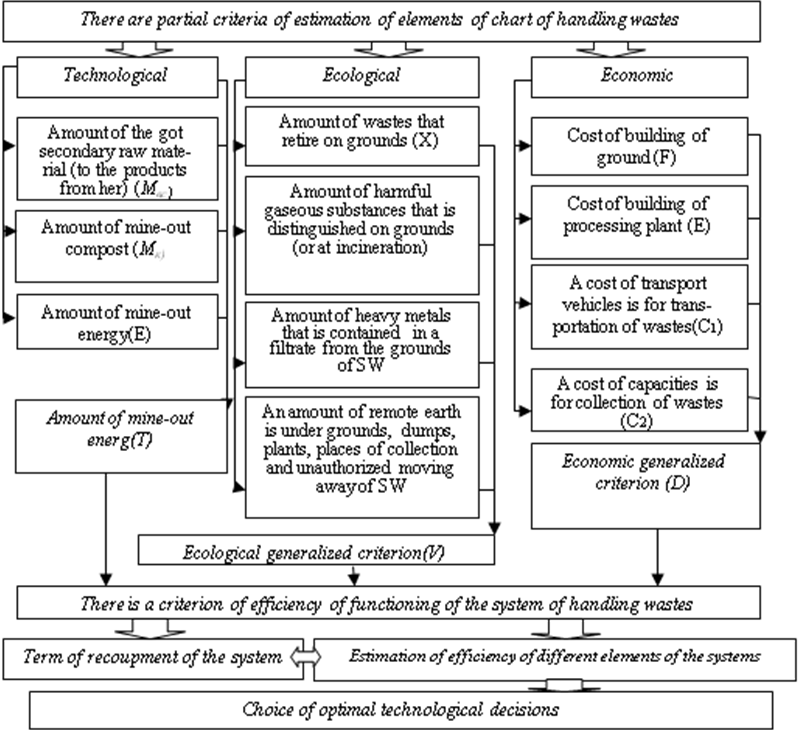 There are partial criteria of estimation of elements of chart of handling wastes
Technological
Ecological
Economic
Amount of the got
secondary raw mate-
rial (to the products
from her) (M
Amount of mine-out
compost (M
Amount of mine-out
energy(E)
Amount of mine-out
energ(T)
Amount of wastes that
retire on grounds (X)
Amount of harmful
gaseous substances that is
distinguished on grounds
(or at incineration)
Amount of heavy metals
that is contained in a
filtrate from the grounds
of SW
An amount of remote earth
is under grounds, dumps,
plants, places of collection
and unauthorized moving
away of SW
Ecological generalized criterion(V)
Cost of building of
ground (F)
Cost of building of
processing plant (E)
A cost of transport
vehicles is for trans-
portation of wastes(C1)
A cost of capacities is
for collection of wastes
(C2)
Economic generalized
criterion (D)
There is a criterion of efficiency of functioning of the system of handling wastes
Term of recoupment of the system
Estimation of efficiency of different elements of the systems
Choice of optimal technological decisions